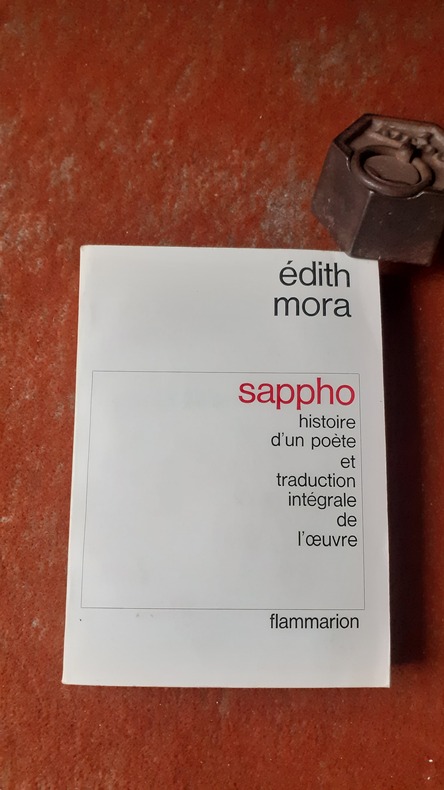 édith
mora
sappho
histoire
d'un poète
et
traduction
intégrale
de
l'œuvre
flammarion